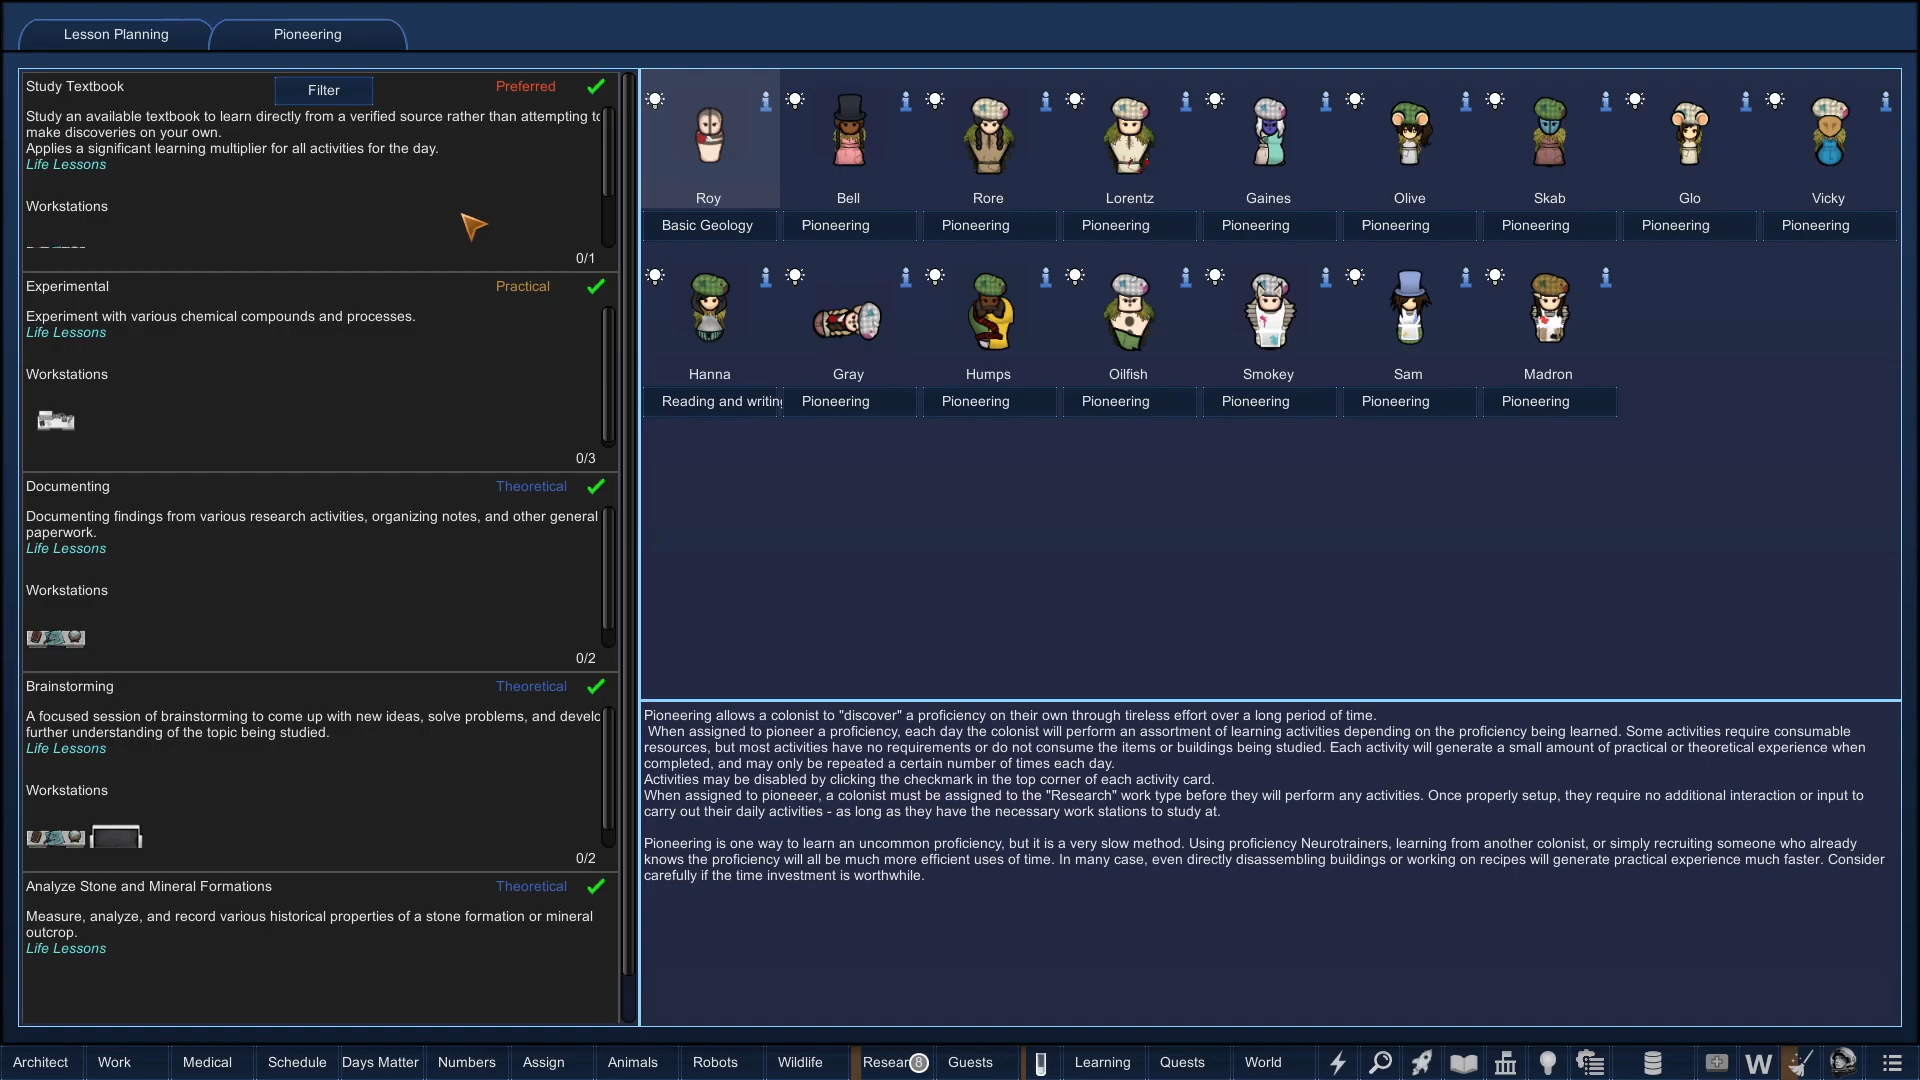 Lesson Planning
Pioneering
Study Textbook
Filter
Preferred
Study an available textbook to learn directly from a verified source rather than attempting to
make discoveries on your own.
Applies a significant learning multiplier for all activities for the day.
Life Lessons
Workstations
0/1
Experimental
Practical
Experiment with various chemical compounds and processes.
Life Lessons
Workstations
0/3
Documenting
Theoretical
Documenting findings from various research activities, organizing notes, and other general
paperwork.
Life Lessons
Workstations
0/2
Brainstorming
Theoretical
A focused session of brainstorming to come up with new ideas, solve problems, and develo
further understanding of the topic being studied.
Life Lessons
Workstations
0/2
Analyze Stone and Mineral Formations
Theoretical
Measure, analyze, and record various historical properties of a stone formation or mineral
outcrop.
Life Lessons
Roy
Bell
Rore
Lorentz
Gaines
Olive
Skab
Glo
Vicky
Basic Geology
Pioneering
Pioneering
Pioneering
Pioneering
Pioneering
Pioneering
Pioneering
Pioneering
Hanna
Gray
Humps
Oilfish
Smokey
Sam
Madron
Reading and writing
Pioneering
Pioneering
Pioneering
Pioneering
Pioneering
Pioneering
Pioneering allows a colonist to "discover" a proficiency on their own through tireless effort over a long period of time.
When assigned to pioneer a proficiency, each day the colonist will perform an assortment of learning activities depending on the proficiency being learned. Some activities require consumable
resources, but most activities have no requirements or do not consume the items or buildings being studied. Each activity will generate a small amount of practical or theoretical experience when
completed, and may only be repeated a certain number of times each day.
Activities may be disabled by clicking the checkmark in the top corner of each activity card.
When assigned to pioneeer, a colonist must be assigned to the "Research" work type before they will perform any activities. Once properly setup, they require no additional interaction or input to
carry out their daily activities - as long as they have the necessary work stations to study at.
Pioneering is one way to learn an uncommon proficiency, but it is a very slow method. Using proficiency Neurotrainers, learning from another colonist, or simply recruiting someone who already
knows the proficiency will all be much more efficient uses of time. In many case, even directly disassembling buildings or working on recipes will generate practical experience much faster. Consider
carefully if the time investment is worthwhile.
Architect
Work
Medical
Schedule
Days Matter
Numbers
Assign
Animals
Robots
Wildlife
Resear
8
Guests
Learning
Quests
World
W